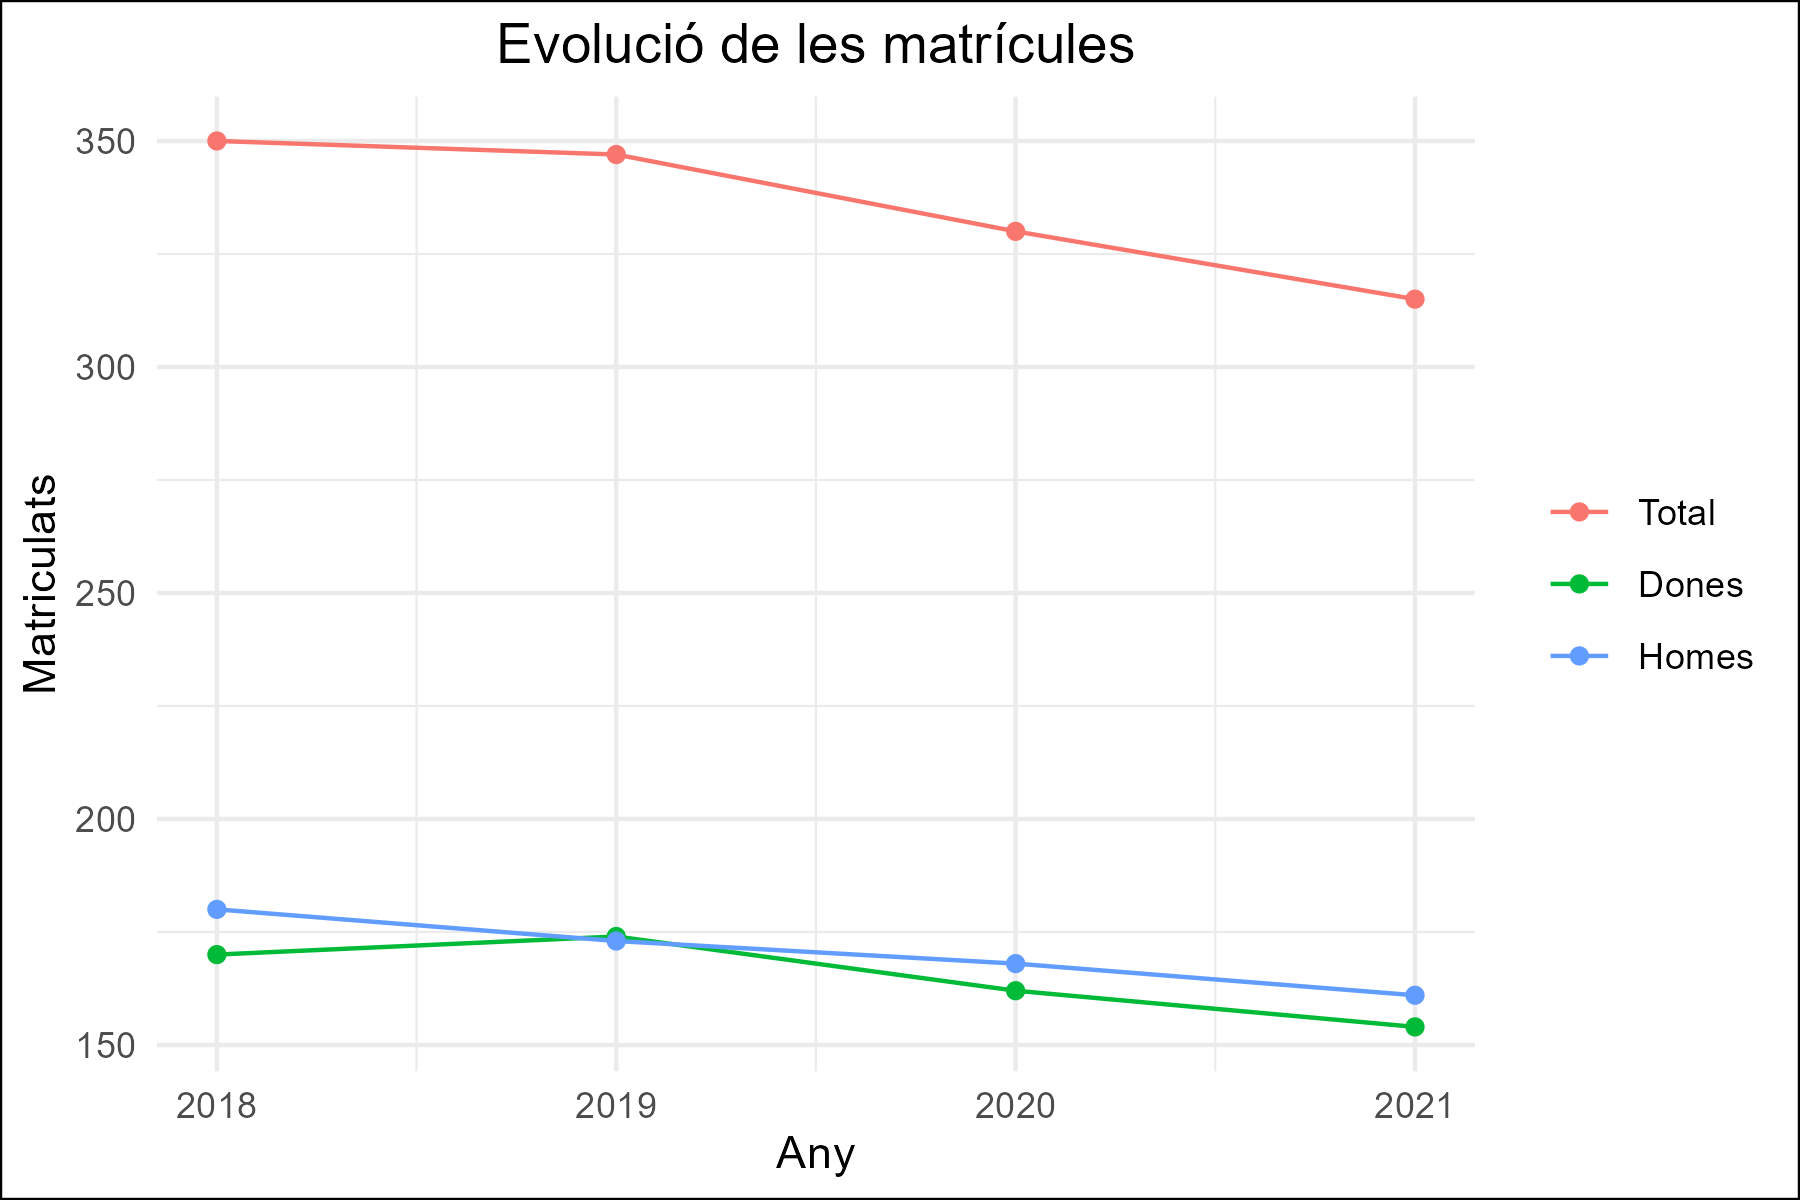 Evolució de les matrícules
350
300
250
200
150
Matriculats
2018 2019 2020 2021
Any
Total
Dones
Homes